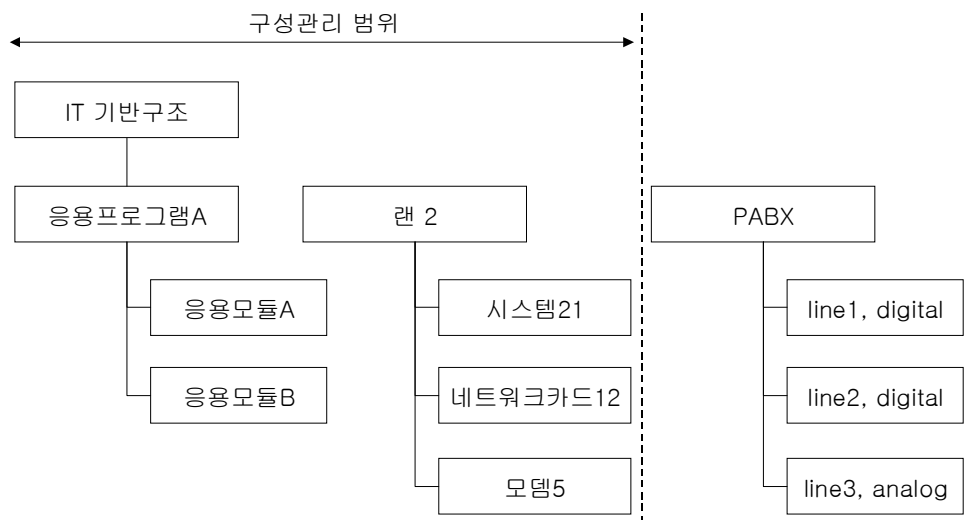 구성관리 범위
IT 기반구조
응용프로그램A
랜 2
PABX
응용모듈A
시스템21
line1, digital
응용모듈B
네트워크카드12
line2, digital
모뎀5
line3, analog